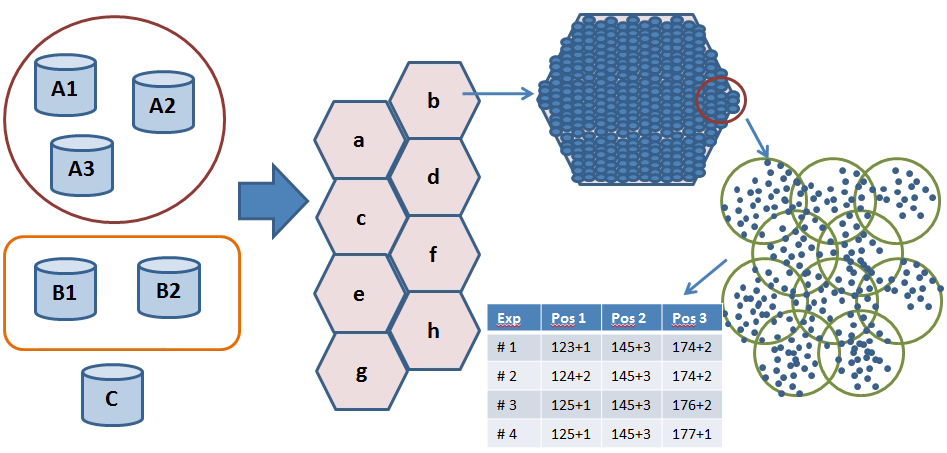 A1
A2
A3
B1
B2
C
a
b
c
d
e
f
g
h
Exp Pos 1 Pos 2 Pos 3
# 1 123+1 145+3 174+2
# 2 124+2 145+3 174+2
# 3 125+1 145+3 176+2
# 4 125+1 145+3 177+1